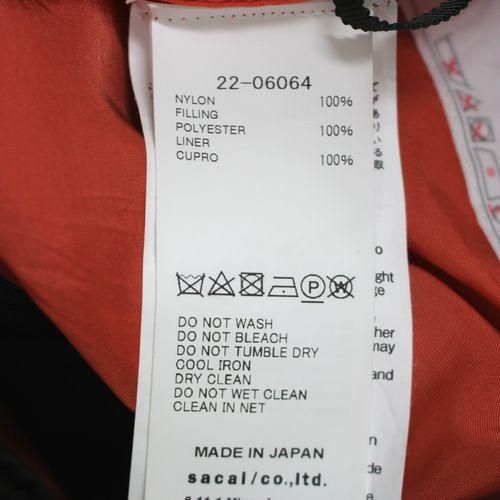 22-06064
NYLON 100%
FILLING
POLYESTER 100%
LINER
CUPRO 100%
P W
DO NOT WASH
DO NOT BLEACH
DO NOT TUMBLE DRY
COOL IRON
DRY CLEAN
DO NOT WET CLEAN
CLEAN IN NET
MADE IN JAPAN
sacai/co.,ltd.